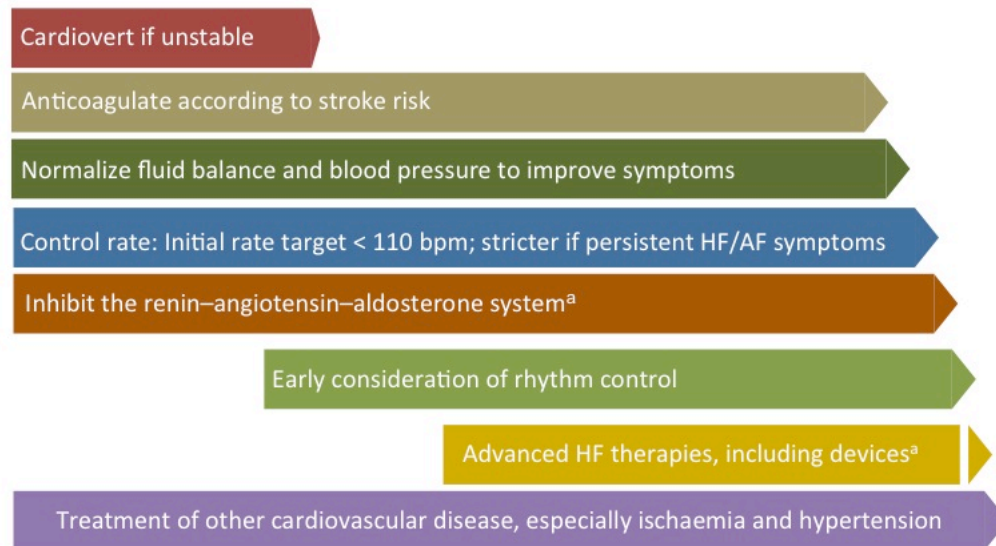 Cardiovert if unstable
Anticoagulate according to stroke risk
Normalize fluid balance and blood pressure to improve symptoms
Control rate: Initial rate target < 110 bpm; stricter if persistent HF/AF symptoms
Inhibit the renin–angiotensin–aldosterone systemᵃ
Early consideration of rhythm control
Advanced HF therapies, including devicesᵃ
Treatment of other cardiovascular disease, especially ischaemia and hypertension